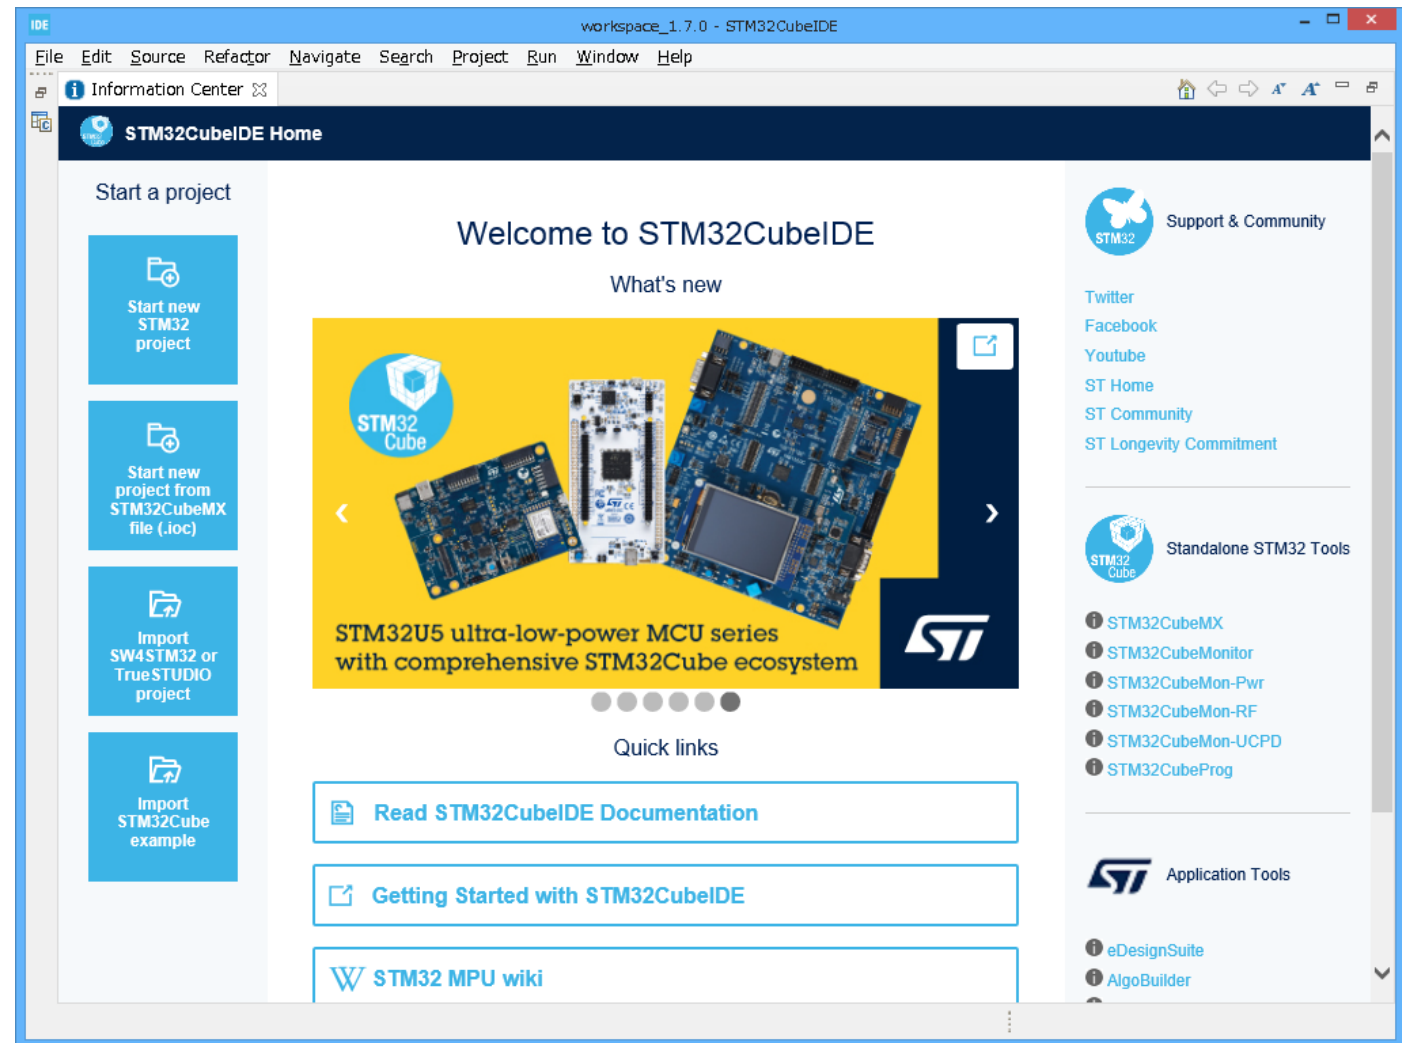 IDE
workspace_1.7.0 - STM32CubeIDE
File Edit Source Refactor Navigate Search Project Run Window Help
Information Center
STM32CubeIDE Home
Start a project
Start new
STM32
project
Start new
project from
STM32CubeMX
file (.ioc)
Import
SW4STM32 or
TrueSTUDIO
project
Import
STM32Cube
example
Welcome to STM32CubeIDE
What's new
STM32
Cube
STM32U5 ultra-low-power MCU series
with comprehensive STM32Cube ecosystem
ST
Quick links
Read STM32CubeIDE Documentation
Getting Started with STM32CubeIDE
W STM32 MPU wiki
STM32
Support & Community
Twitter
Facebook
Youtube
ST Home
ST Community
ST Longevity Commitment
STM32
Cube
Standalone STM32 Tools
STM32CubeMX
STM32CubeMonitor
STM32CubeMon-Pwr
STM32CubeMon-RF
STM32CubeMon-UCPD
STM32CubeProg
ST
Application Tools
eDesignSuite
AlgoBuilder